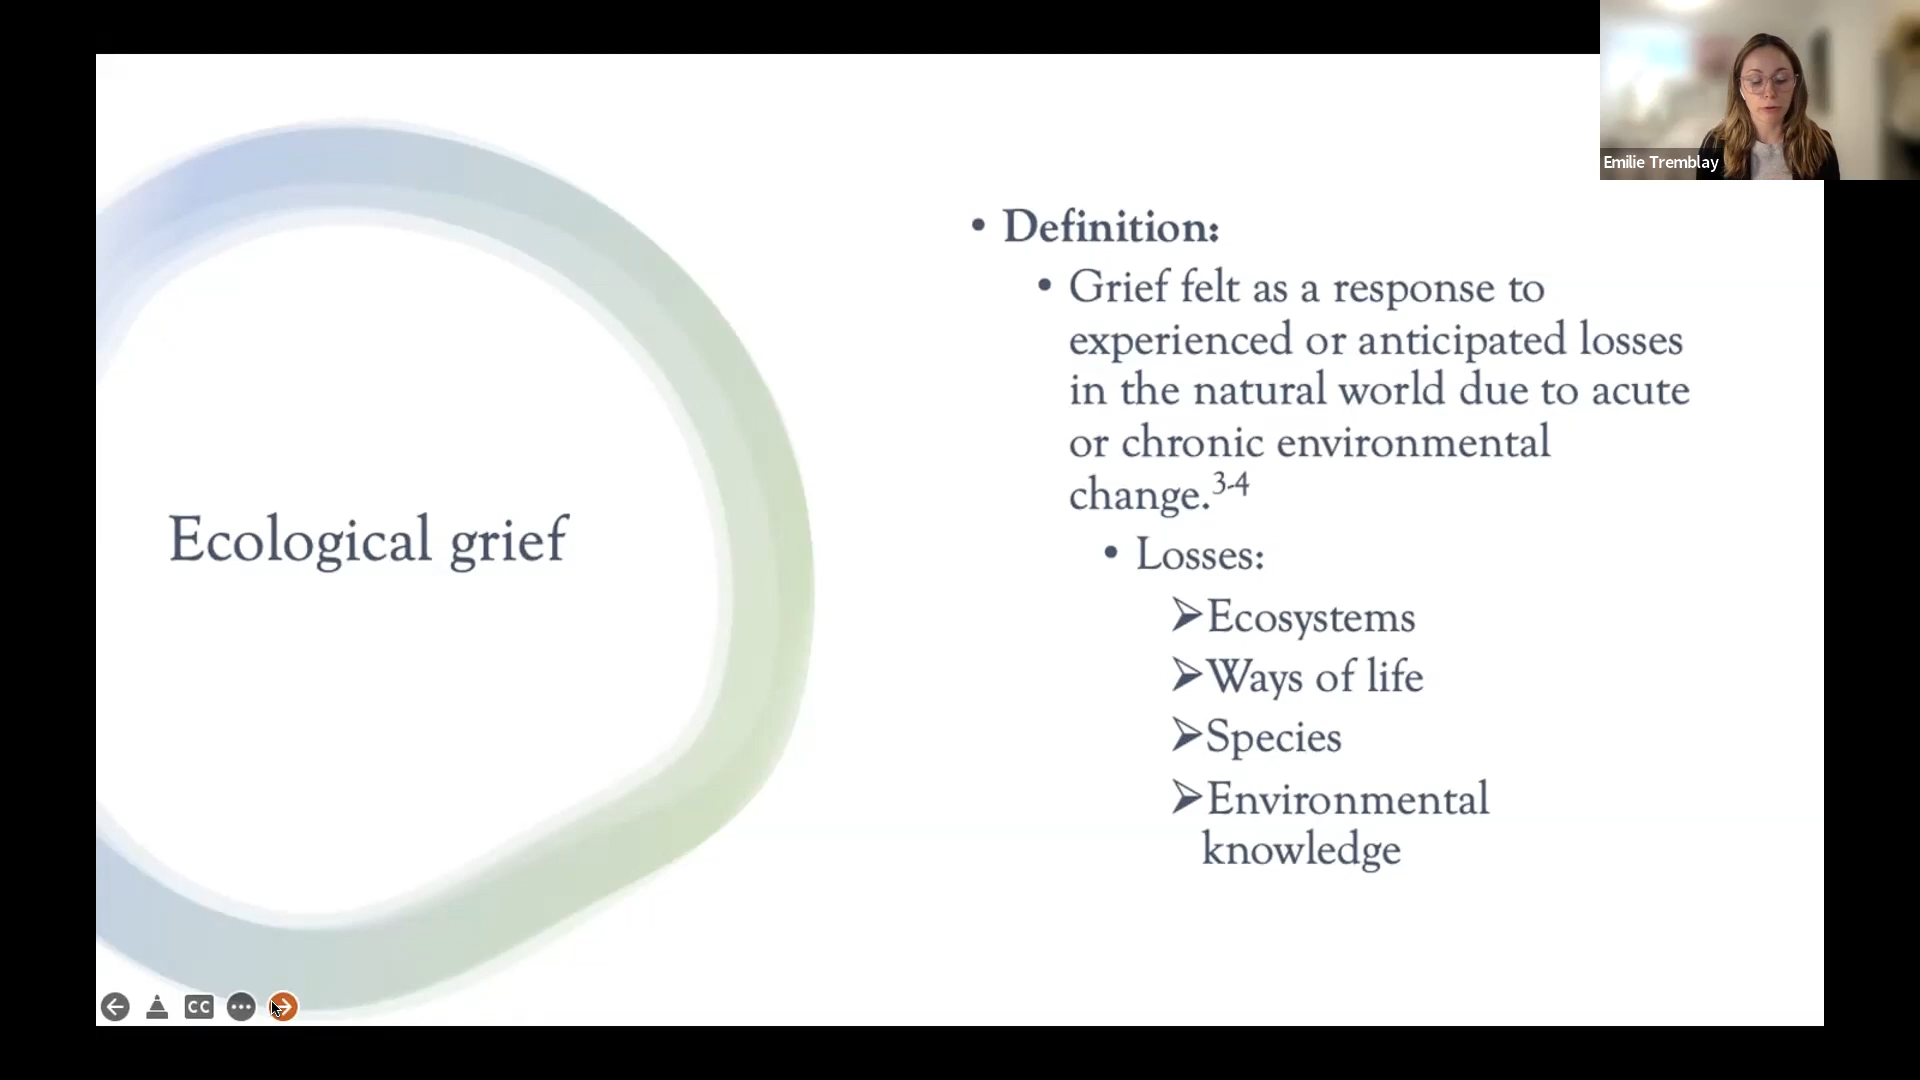 Emilie Tremblay
Ecological grief
• Definition:
• Grief felt as a response to
experienced or anticipated losses
in the natural world due to acute
or chronic environmental
change.3-4
• Losses:
➢Ecosystems
➢Ways of life
➢Species
➢Environmental
knowledge
CC